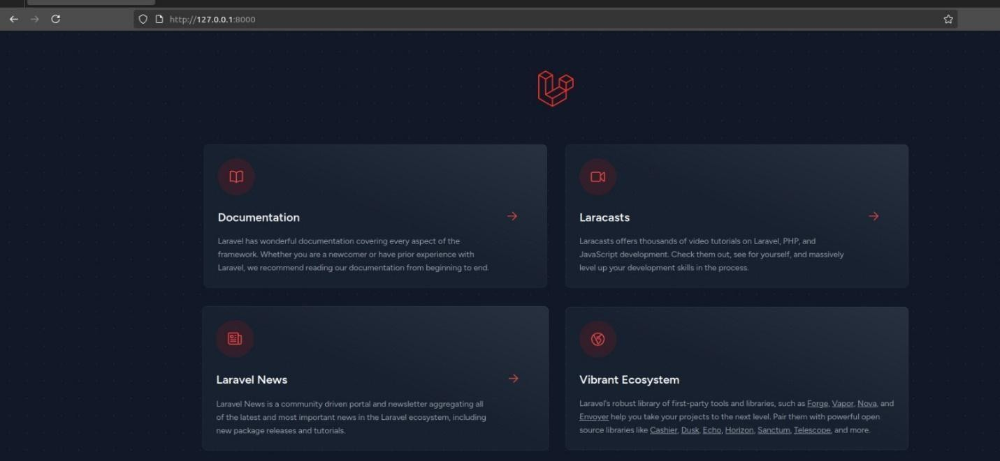 http://127.0.0.1:8000
Documentation
Laravel has wonderful documentation covering every aspect of the
framework. Whether you are a newcomer or have prior experience with
Laravel, we recommend reading our documentation from beginning to end.
Laracasts
Laracasts offers thousands of video tutorials on Laravel, PHP, and
JavaScript development. Check them out, see for yourself, and massively
level up your development skills in the process.
Laravel News
Laravel News is a community driven portal and newsletter aggregating all
of the latest and most important news in the Laravel ecosystem, including
new package releases and tutorials.
Vibrant Ecosystem
Laravel's robust library of first-party tools and libraries, such as Forge, Vapor, Nova, and
Envoyer help you take your projects to the next level. Pair them with powerful open
source libraries like Cashier, Dusk, Echo, Horizon, Sanctum, Telescope, and more.